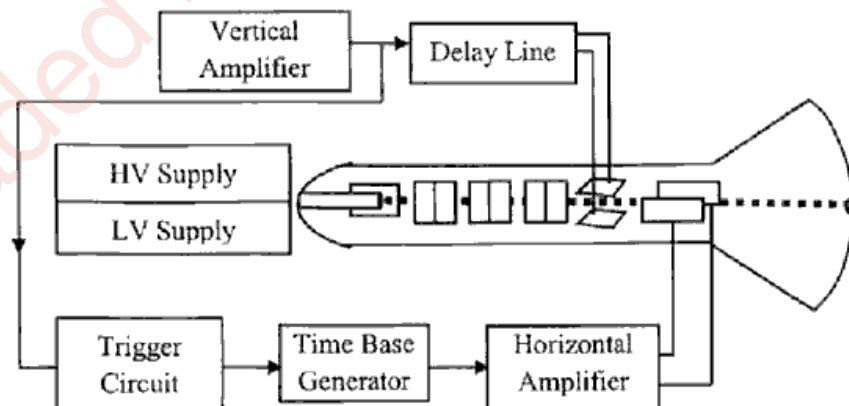 Vertical
Amplifier
Delay Line
HV Supply
LV Supply
Trigger
Circuit
Time Base
Generator
Horizontal
Amplifier